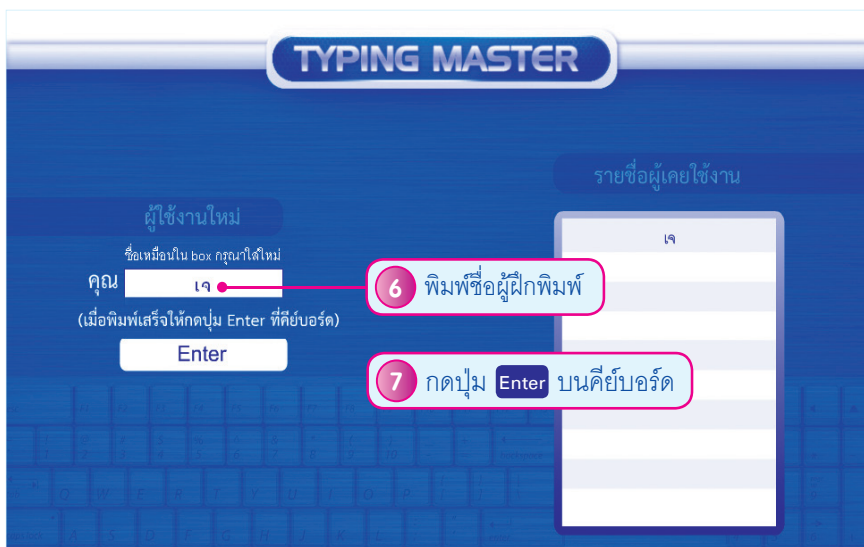 TYPING MASTER
รายชื่อผู้เคยใช้งาน
เจ
ผู้ใช้งานใหม่
ชื่อเหมือนใน box กรุณาใส่ใหม่
คุณ เจ
(เมื่อพิมพ์เสร็จให้กดปุ่ม Enter ที่คีย์บอร์ด)
Enter
6 พิมพ์ชื่อผู้ฝึกพิมพ์
7 กดปุ่ม Enter บนคีย์บอร์ด